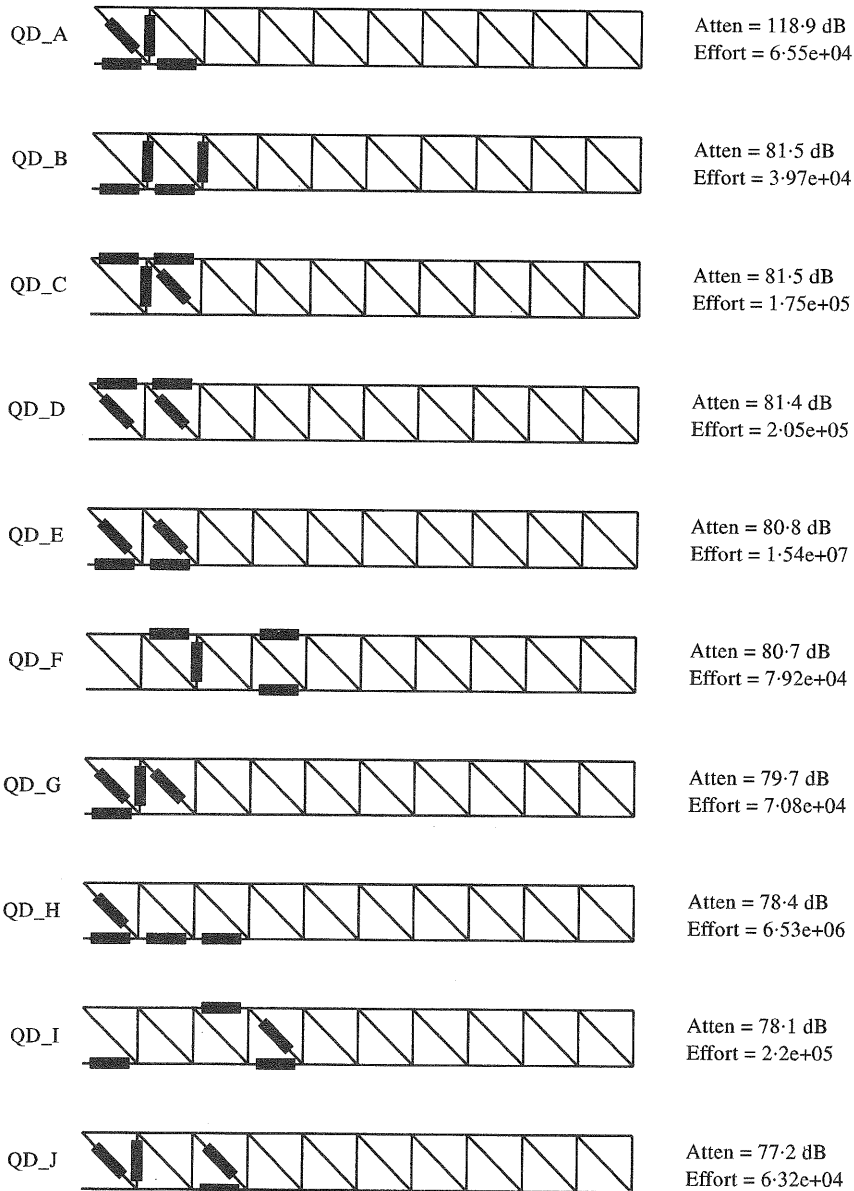 QD_A
Atten = 118·9 dB
Effort = 6·55e+04
QD_B
Atten = 81·5 dB
Effort = 3·97e+04
QD_C
Atten = 81·5 dB
Effort = 1·75e+05
QD_D
Atten = 81·4 dB
Effort = 2·05e+05
QD_E
Atten = 80·8 dB
Effort = 1·54e+07
QD_F
Atten = 80·7 dB
Effort = 7·92e+04
QD_G
Atten = 79·7 dB
Effort = 7·08e+04
QD_H
Atten = 78·4 dB
Effort = 6·53e+06
QD_I
Atten = 78·1 dB
Effort = 2·2e+05
QD_J
Atten = 77·2 dB
Effort = 6·32e+04